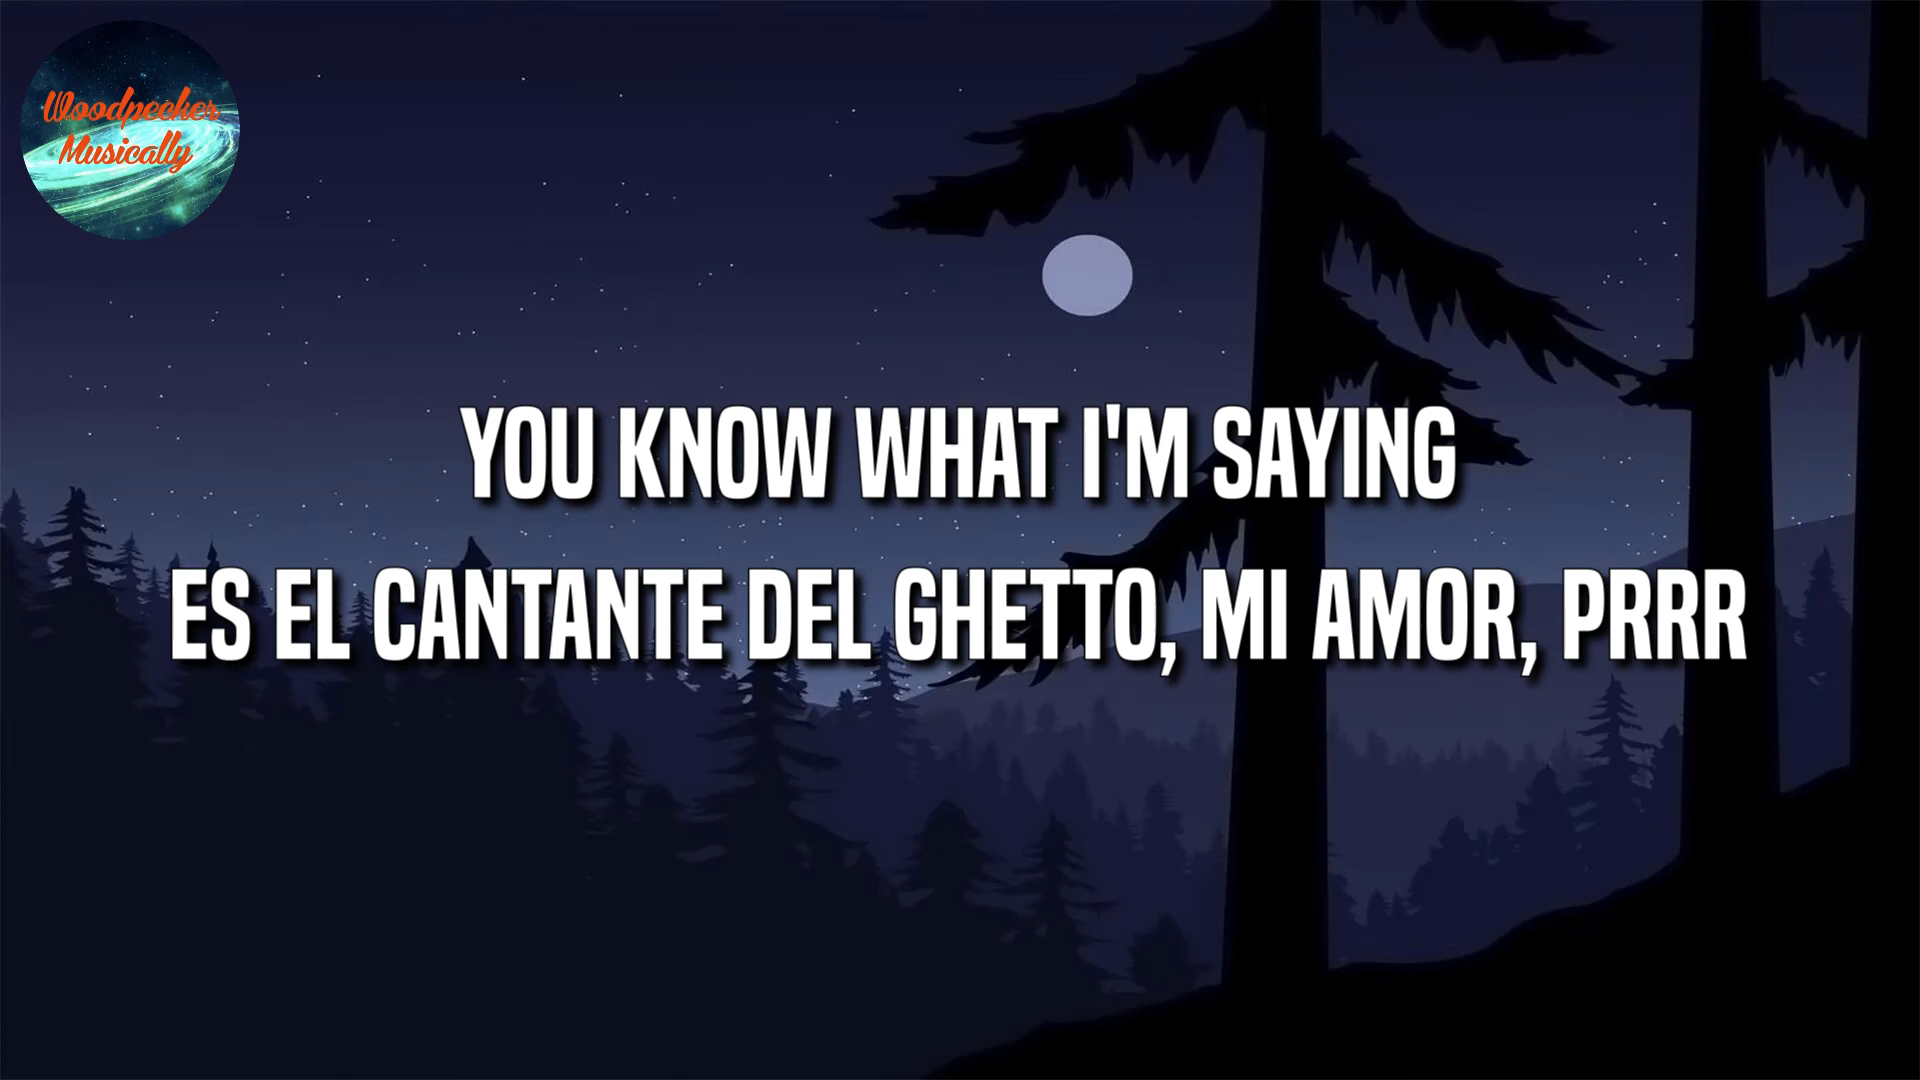 Woodpecker
Musically
YOU KNOW WHAT I'M SAYING
ES EL CANTANTE DEL GHETTO, MI AMOR, PRRR